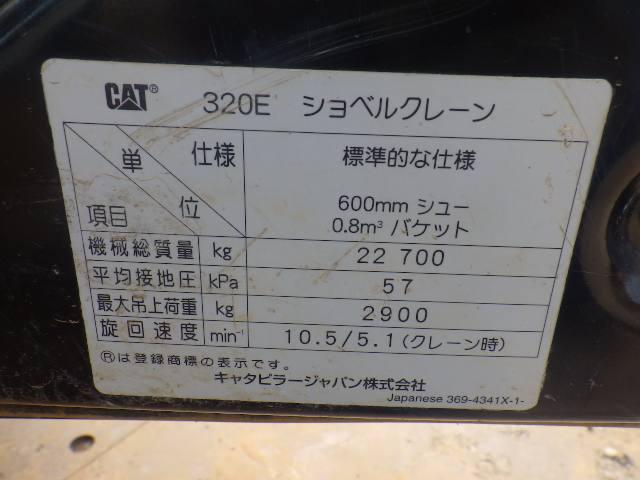 CAT® 320E ショベルクレーン
仕様
単
位
項目
標準的な仕様
600mm シュー
0.8m³ バケット
機械総質量 kg 22 700
平均接地圧 kPa 57
最大吊上荷重 kg 2900
旋回速度 min⁻¹ 10.5/5.1(クレーン時)
®は登録商標の表示です。
キャタピラージャパン株式会社
Japanese 369-4341X-1-